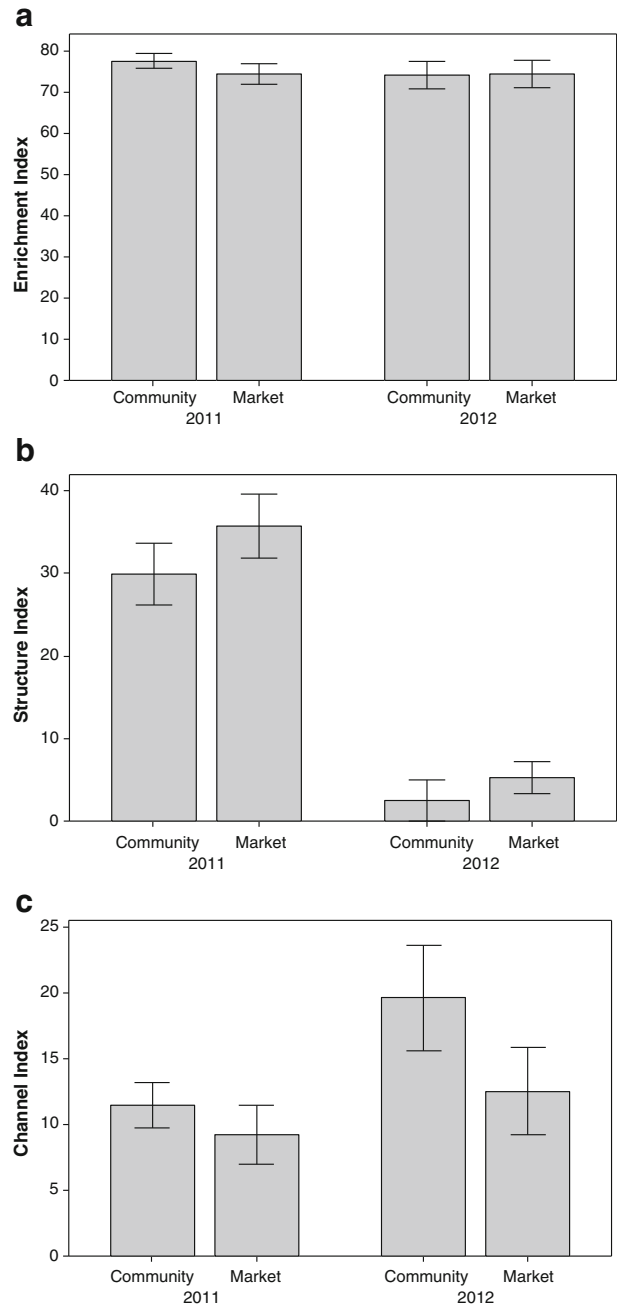 a
80
70
60
50
40
30
20
10
0
Enrichment Index
Community Market Community Market
2011 2012
b
40
30
20
10
0
Structure Index
Community Market Community Market
2011 2012
c
25
20
15
10
5
0
Channel Index
Community Market Community Market
2011 2012